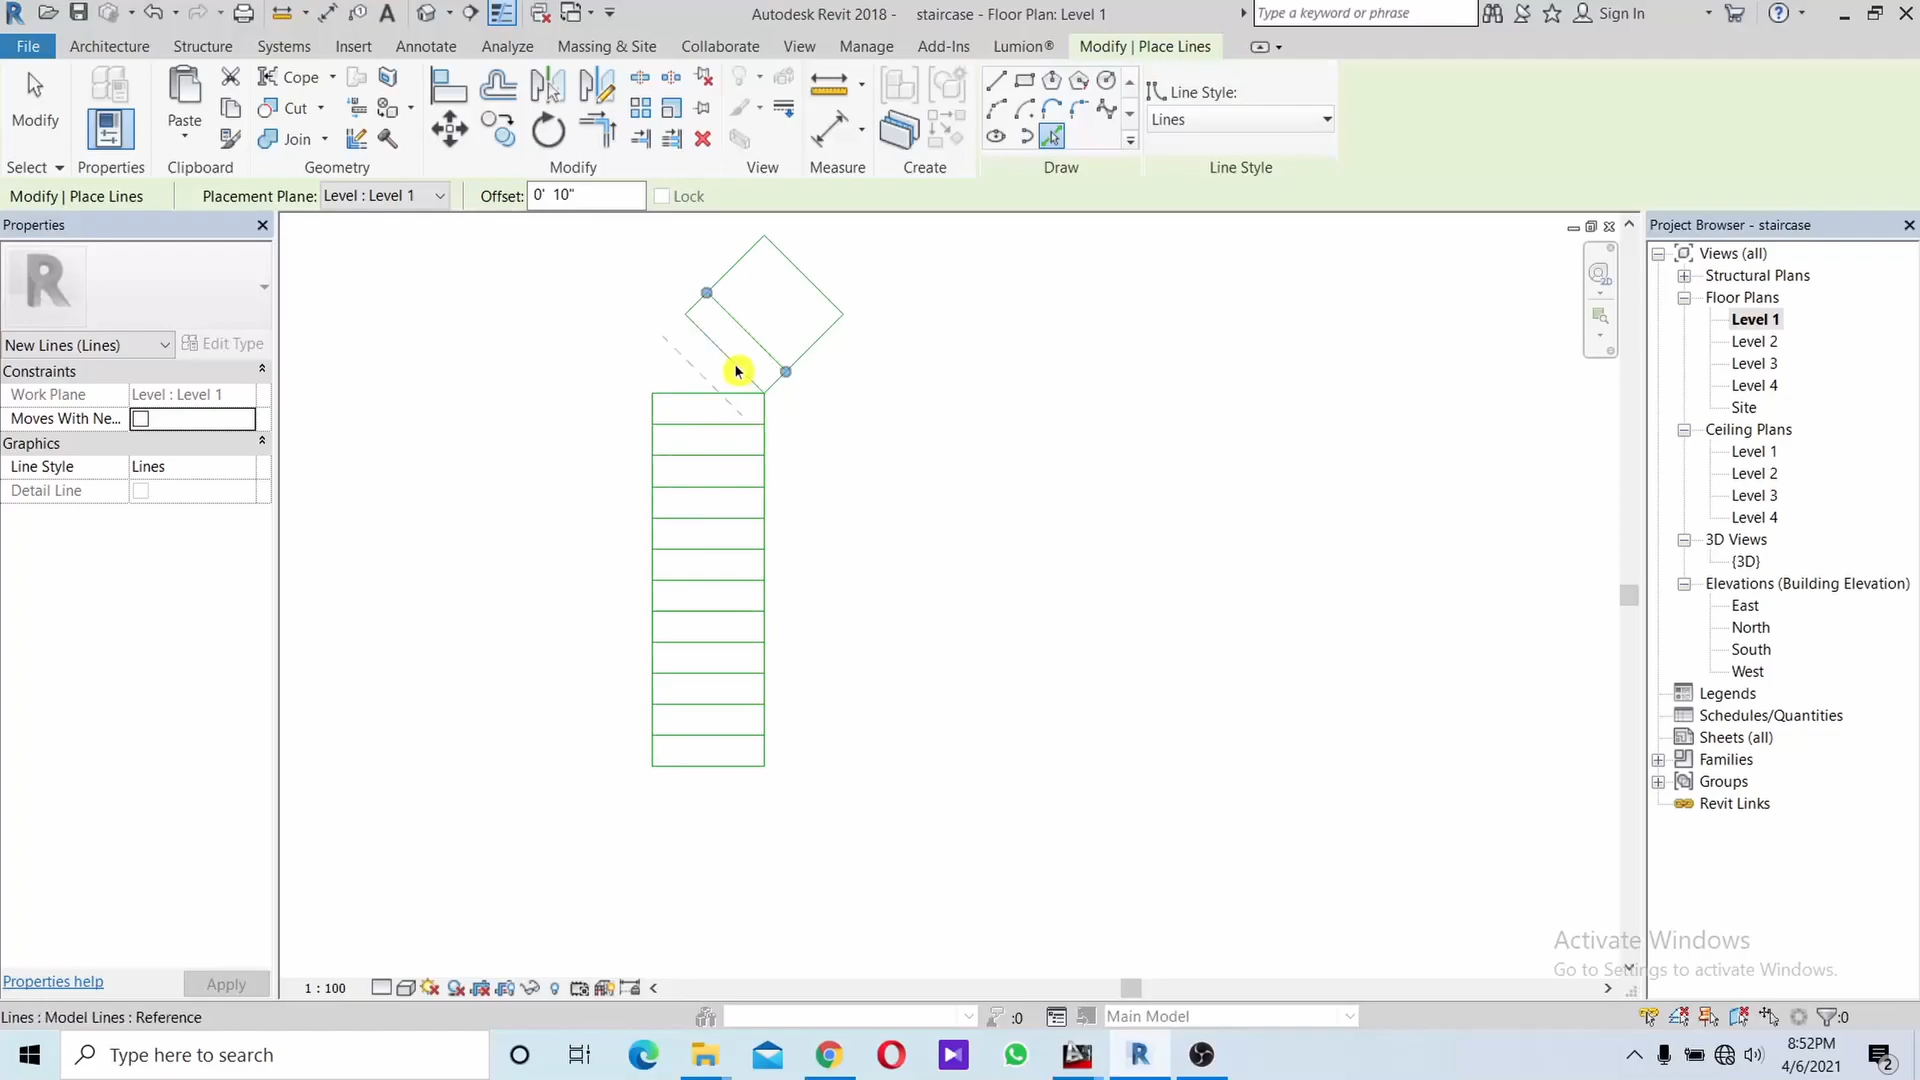 Autodesk Revit 2018 - staircase - Floor Plan: Level 1
Type a keyword or phrase
Sign In
File Architecture Structure Systems Insert Annotate Analyze Massing & Site Collaborate View Manage Add-Ins Lumion® Modify | Place Lines
Modify
Paste
Cope
Cut
Join
Line Style:
Lines
Select Properties Clipboard Geometry Modify View Measure Create Draw Line Style
Modify | Place Lines
Placement Plane: Level : Level 1
Offset: 0' 10"
Lock
Properties
New Lines (Lines)
Edit Type
Constraints
Work Plane Level : Level 1
Moves With Ne...
Graphics
Line Style Lines
Detail Line
Properties help
Apply
Project Browser - staircase
Views (all)
Structural Plans
Floor Plans
Level 1
Level 2
Level 3
Level 4
Site
Ceiling Plans
Level 1
Level 2
Level 3
Level 4
3D Views
{3D}
Elevations (Building Elevation)
East
North
South
West
Legends
Schedules/Quantities
Sheets (all)
Families
Groups
Revit Links
2D
Activate Windows
Go to Settings to activate Windows.
1 : 100
Lines : Model Lines : Reference
:0
Main Model
:0
Type here to search
8:52PM
4/6/2021
2